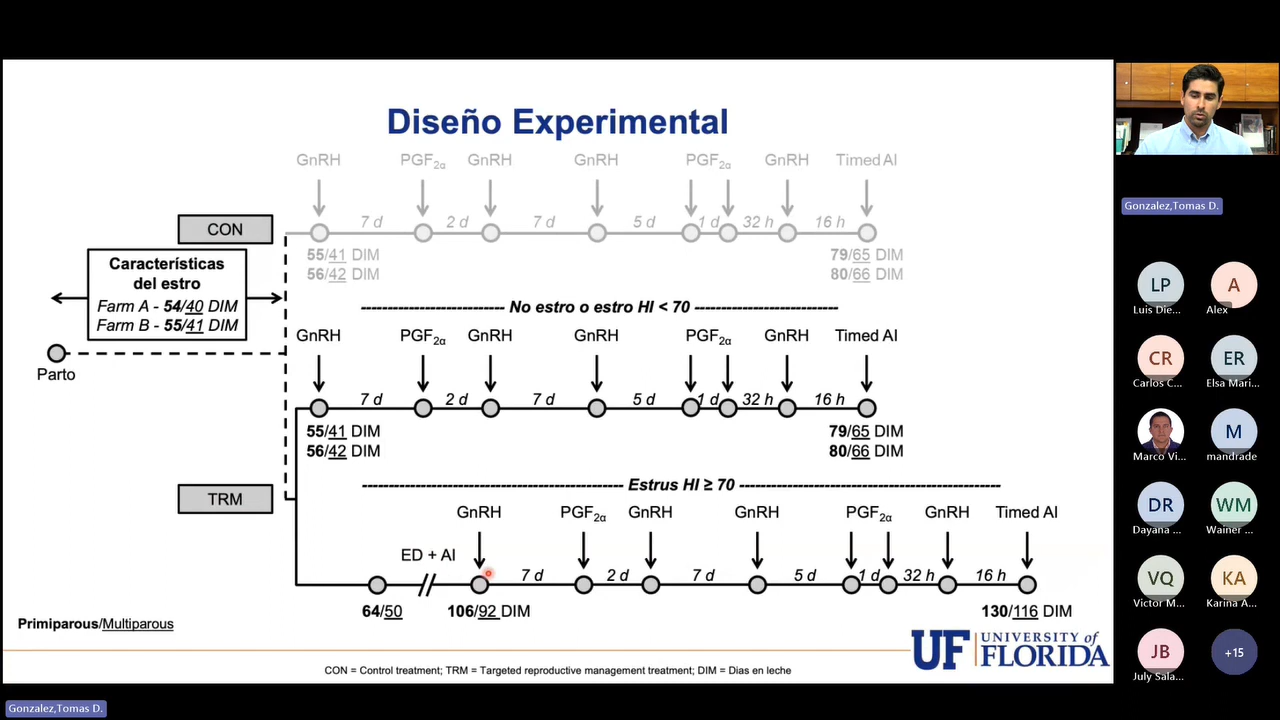 Diseño Experimental
GnRH PGF2α GnRH GnRH PGF2α GnRH Timed AI
7 d 2 d 7 d 5 d 1 d 32 h 16 h
CON
55/41 DIM 79/65 DIM
56/42 DIM 80/66 DIM
Características
del estro
Farm A - 54/40 DIM
Farm B - 55/41 DIM
Parto
No estro o estro HI < 70
GnRH PGF2α GnRH GnRH PGF2α GnRH Timed AI
7 d 2 d 7 d 5 d 1 d 32 h 16 h
55/41 DIM 79/65 DIM
56/42 DIM 80/66 DIM
TRM
Estrus HI ≥ 70
GnRH PGF2α GnRH GnRH PGF2α GnRH Timed AI
ED + AI
7 d 2 d 7 d 5 d 1 d 32 h 16 h
64/50 106/92 DIM 130/116 DIM
Primiparous/Multiparous
UF UNIVERSITY of
FLORIDA
CON = Control treatment; TRM = Targeted reproductive management treatment; DIM = Dias en leche
Gonzalez,Tomas D.
Gonzalez,Tomas D.
LP A
Luis Die... Alex
CR ER
Carlos C... Elsa Mari...
M
Marco Vi... mandrade
DR WM
Dayana ... Wainer ...
VQ KA
Victor M... Karina A...
JB +15
July Sala...